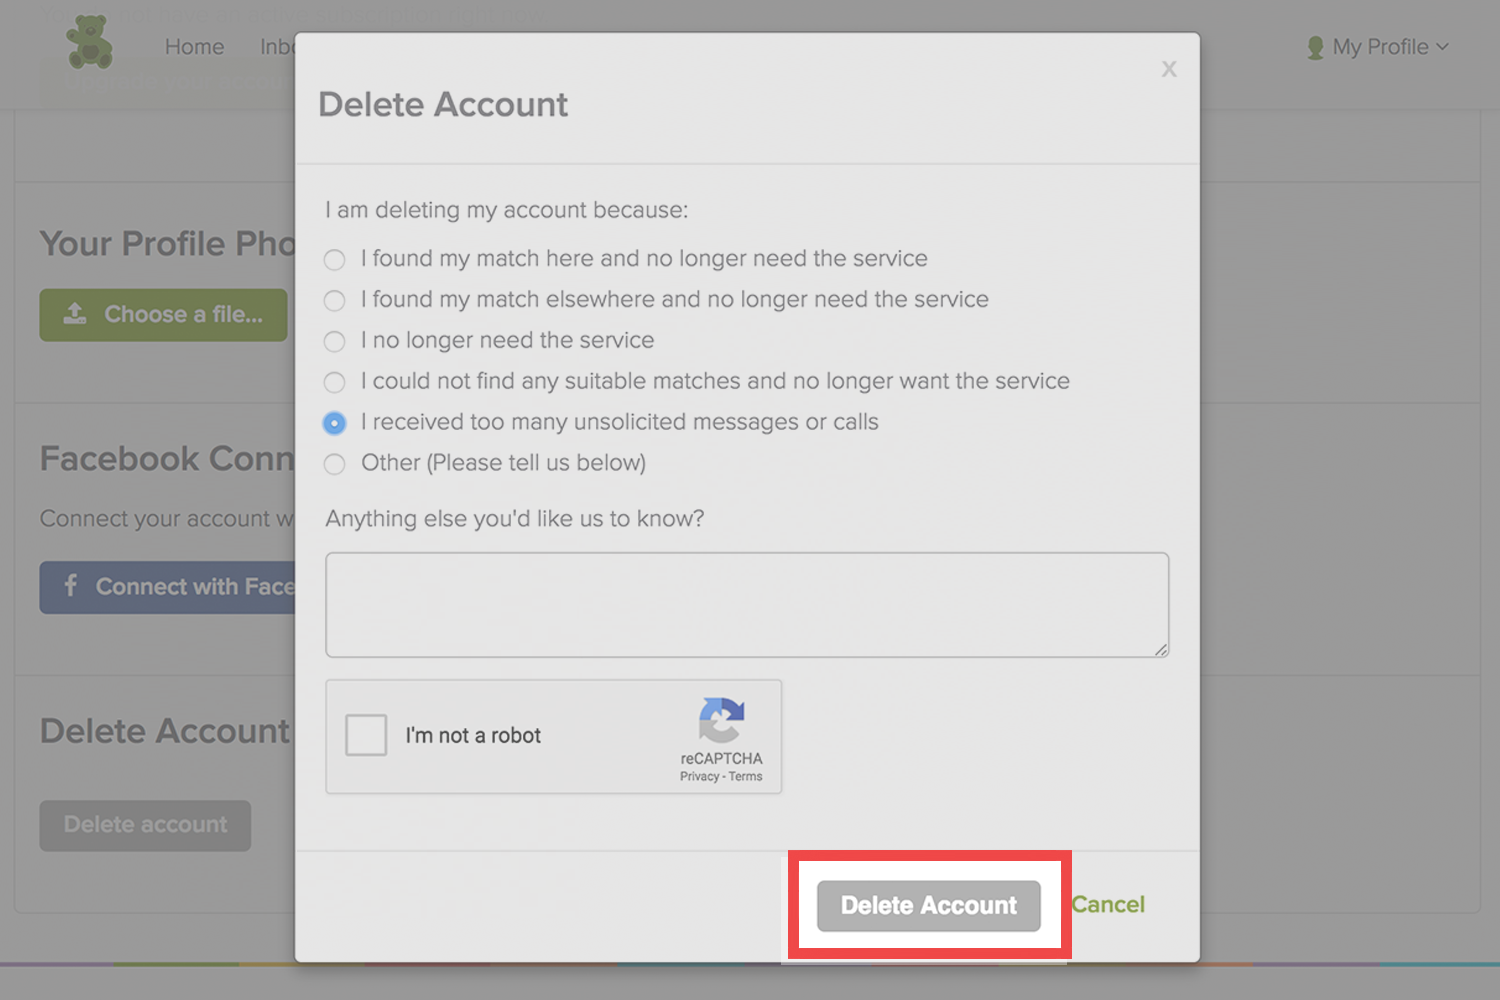 Home Inbo
My Profile
x
Delete Account
I am deleting my account because:
I found my match here and no longer need the service
I found my match elsewhere and no longer need the service
I no longer need the service
I could not find any suitable matches and no longer want the service
I received too many unsolicited messages or calls
Other (Please tell us below)
Anything else you'd like us to know?
I'm not a robot
reCAPTCHA
Privacy - Terms
Delete Account
Cancel
Your Profile Pho
Choose a file...
Facebook Conn
Connect your account w
Connect with Face
Delete Account
Delete account